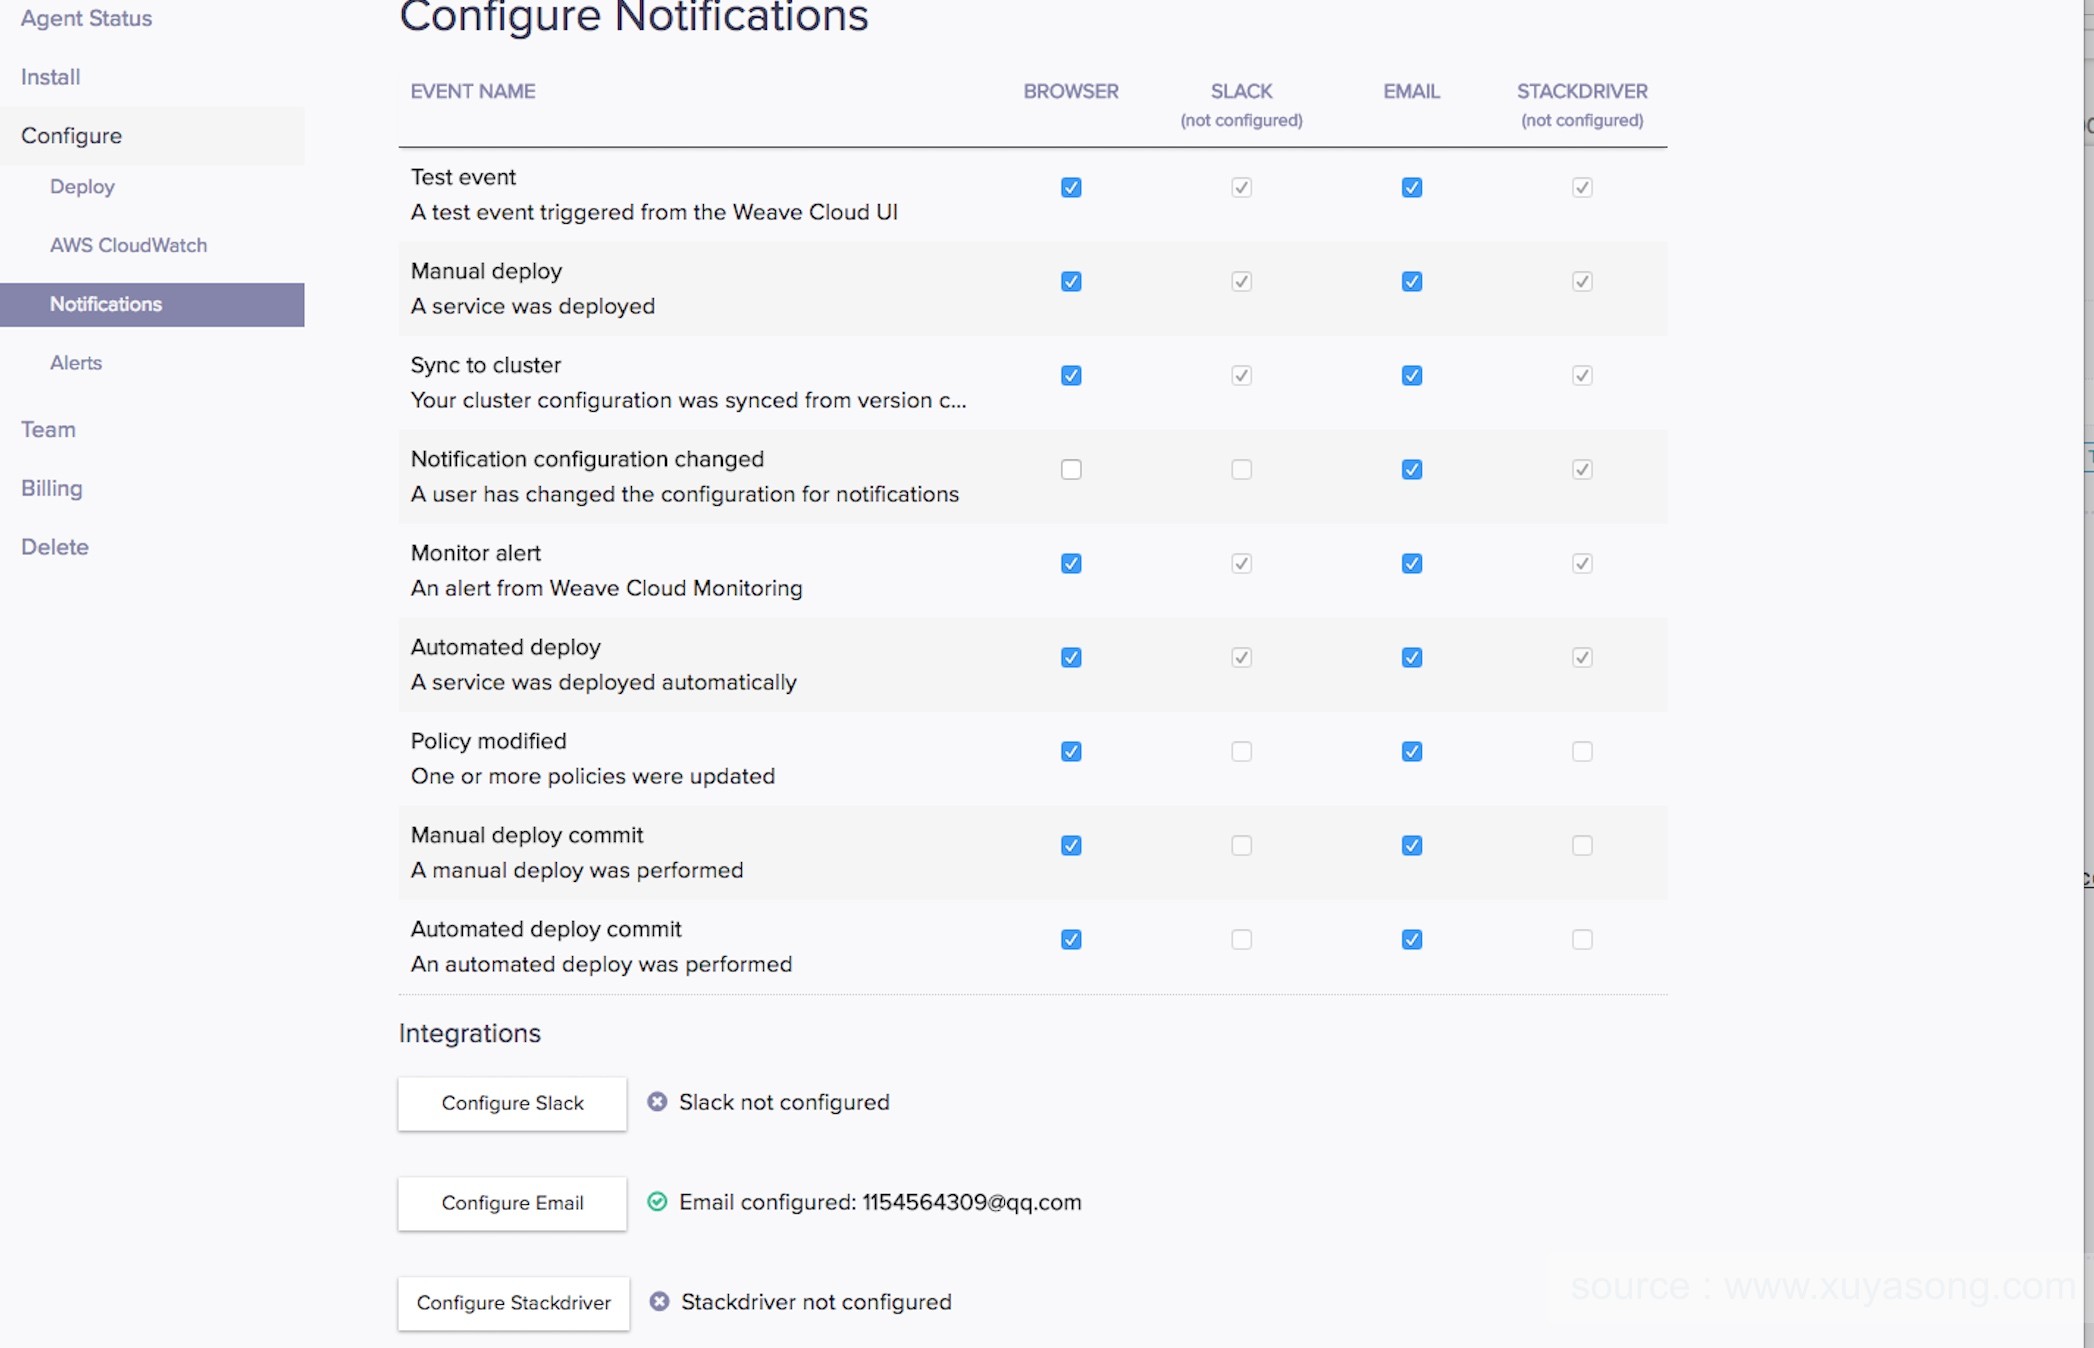 Configure Notifications
Agent Status
Install
Configure
Deploy
AWS CloudWatch
Notifications
Alerts
Team
Billing
Delete
EVENT NAME BROWSER SLACK EMAIL STACKDRIVER
(not configured) (not configured)
Test event
A test event triggered from the Weave Cloud UI
Manual deploy
A service was deployed
Sync to cluster
Your cluster configuration was synced from version c...
Notification configuration changed
A user has changed the configuration for notifications
Monitor alert
An alert from Weave Cloud Monitoring
Automated deploy
A service was deployed automatically
Policy modified
One or more policies were updated
Manual deploy commit
A manual deploy was performed
Automated deploy commit
An automated deploy was performed
Integrations
Configure Slack Slack not configured
Configure Email Email configured: 1154564309@qq.com
Configure Stackdriver Stackdriver not configured
source : www.xuyasong.com